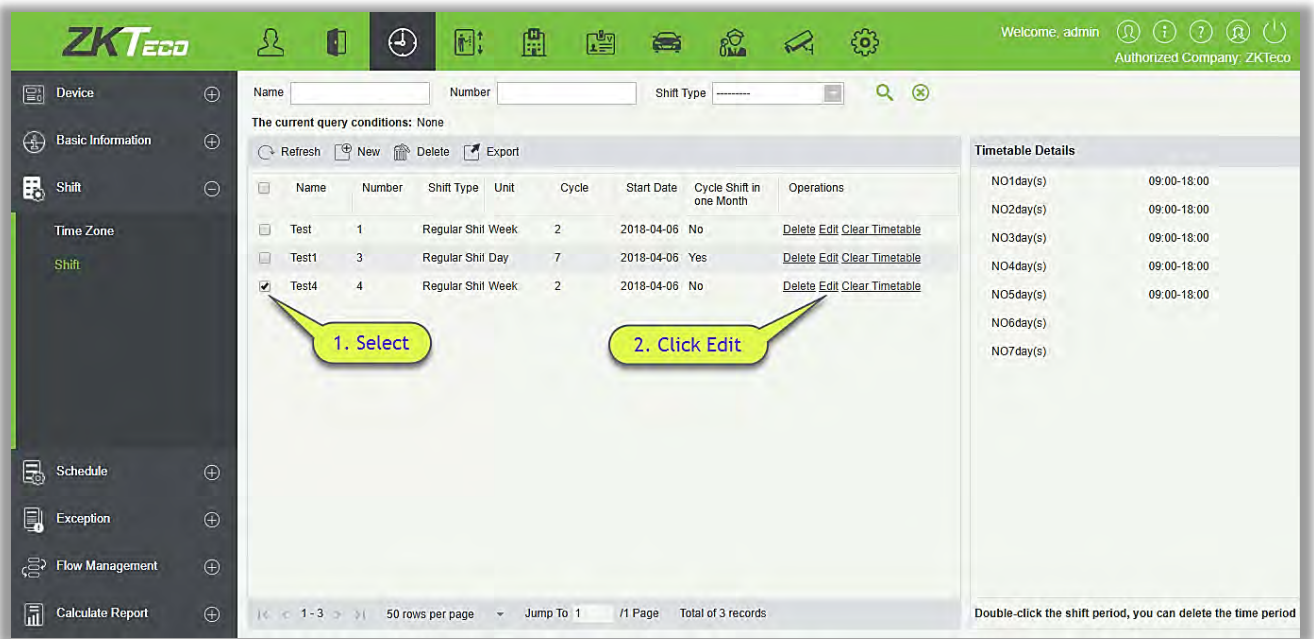 ZKTeco
Welcome, admin
Authorized Company: ZKTeco
Device
Basic Information
Shift
Time Zone
Shift
Schedule
Exception
Flow Management
Calculate Report
Name Number Shift Type ---------
The current query conditions: None
Refresh New Delete Export
Name Number Shift Type Unit Cycle Start Date Cycle Shift in one Month Operations
Test 1 Regular Shif Week 2 2018-04-06 No Delete Edit Clear Timetable
Test1 3 Regular Shif Day 7 2018-04-06 Yes Delete Edit Clear Timetable
Test4 4 Regular Shif Week 2 2018-04-06 No Delete Edit Clear Timetable
1. Select
2. Click Edit
1 - 3 50 rows per page Jump To 1 /1 Page Total of 3 records
Timetable Details
NO1day(s) 09:00-18:00
NO2day(s) 09:00-18:00
NO3day(s) 09:00-18:00
NO4day(s) 09:00-18:00
NO5day(s) 09:00-18:00
NO6day(s)
NO7day(s)
Double-click the shift period, you can delete the time period